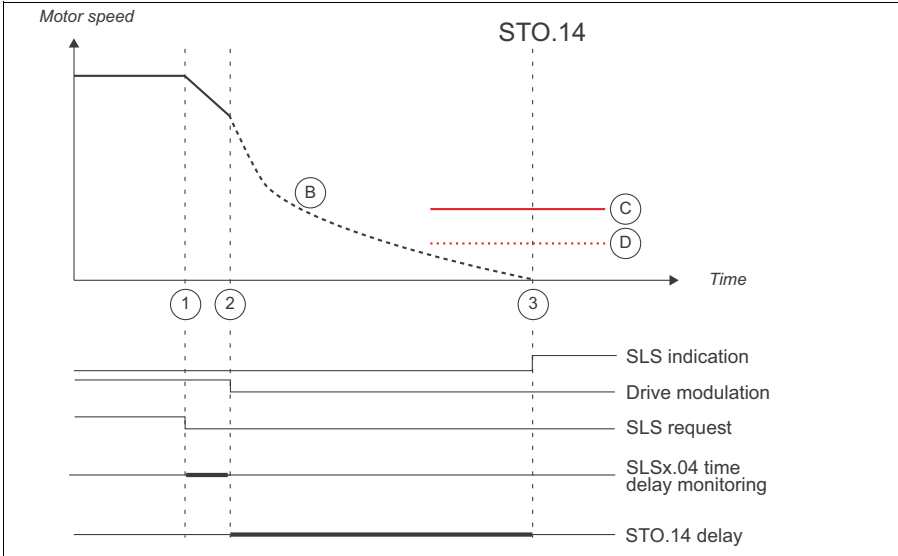 Motor speed
STO.14
B
C
D
Time
1
2
3
SLS indication
Drive modulation
SLS request
SLSx.04 time
delay monitoring
STO.14 delay